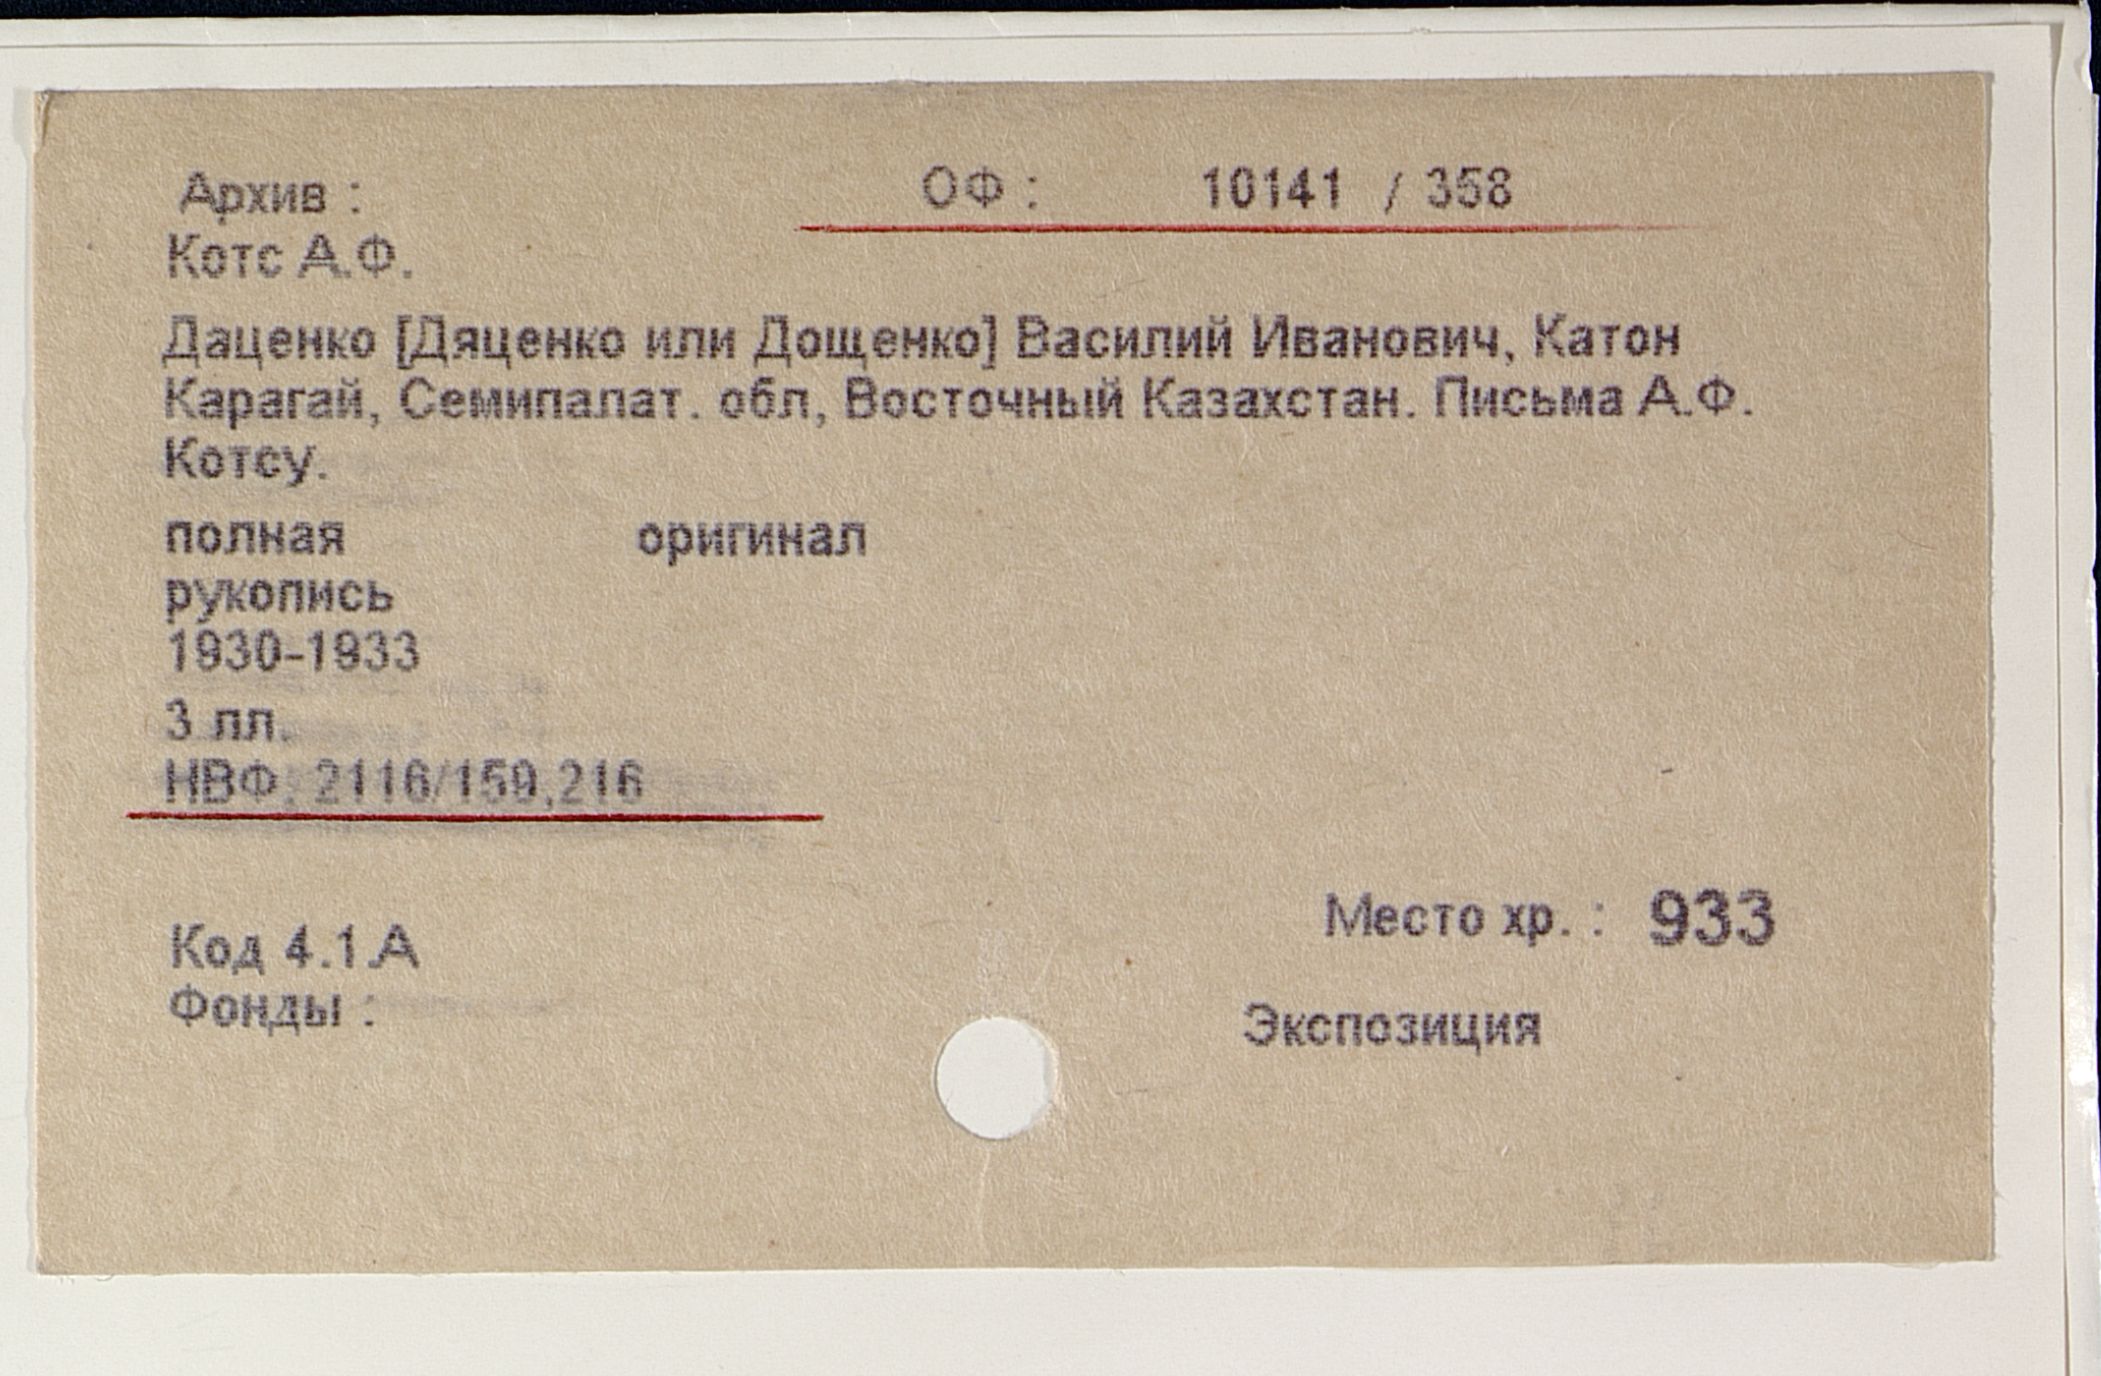 Архив : ОФ : 10141 / 358
Котс А.Ф.
Даценко [Дяценко или Дощенко] Василий Иванович, Катон
Карагай, Семипалат. обл, Восточный Казахстан. Письма А.Ф.
Котсу.
полная оригинал
рукопись
1930-1933
3 лл.
НВФ. 2116/159,216
Место хр. : 933
Код 4.1.А
Фонды :
Экспозиция